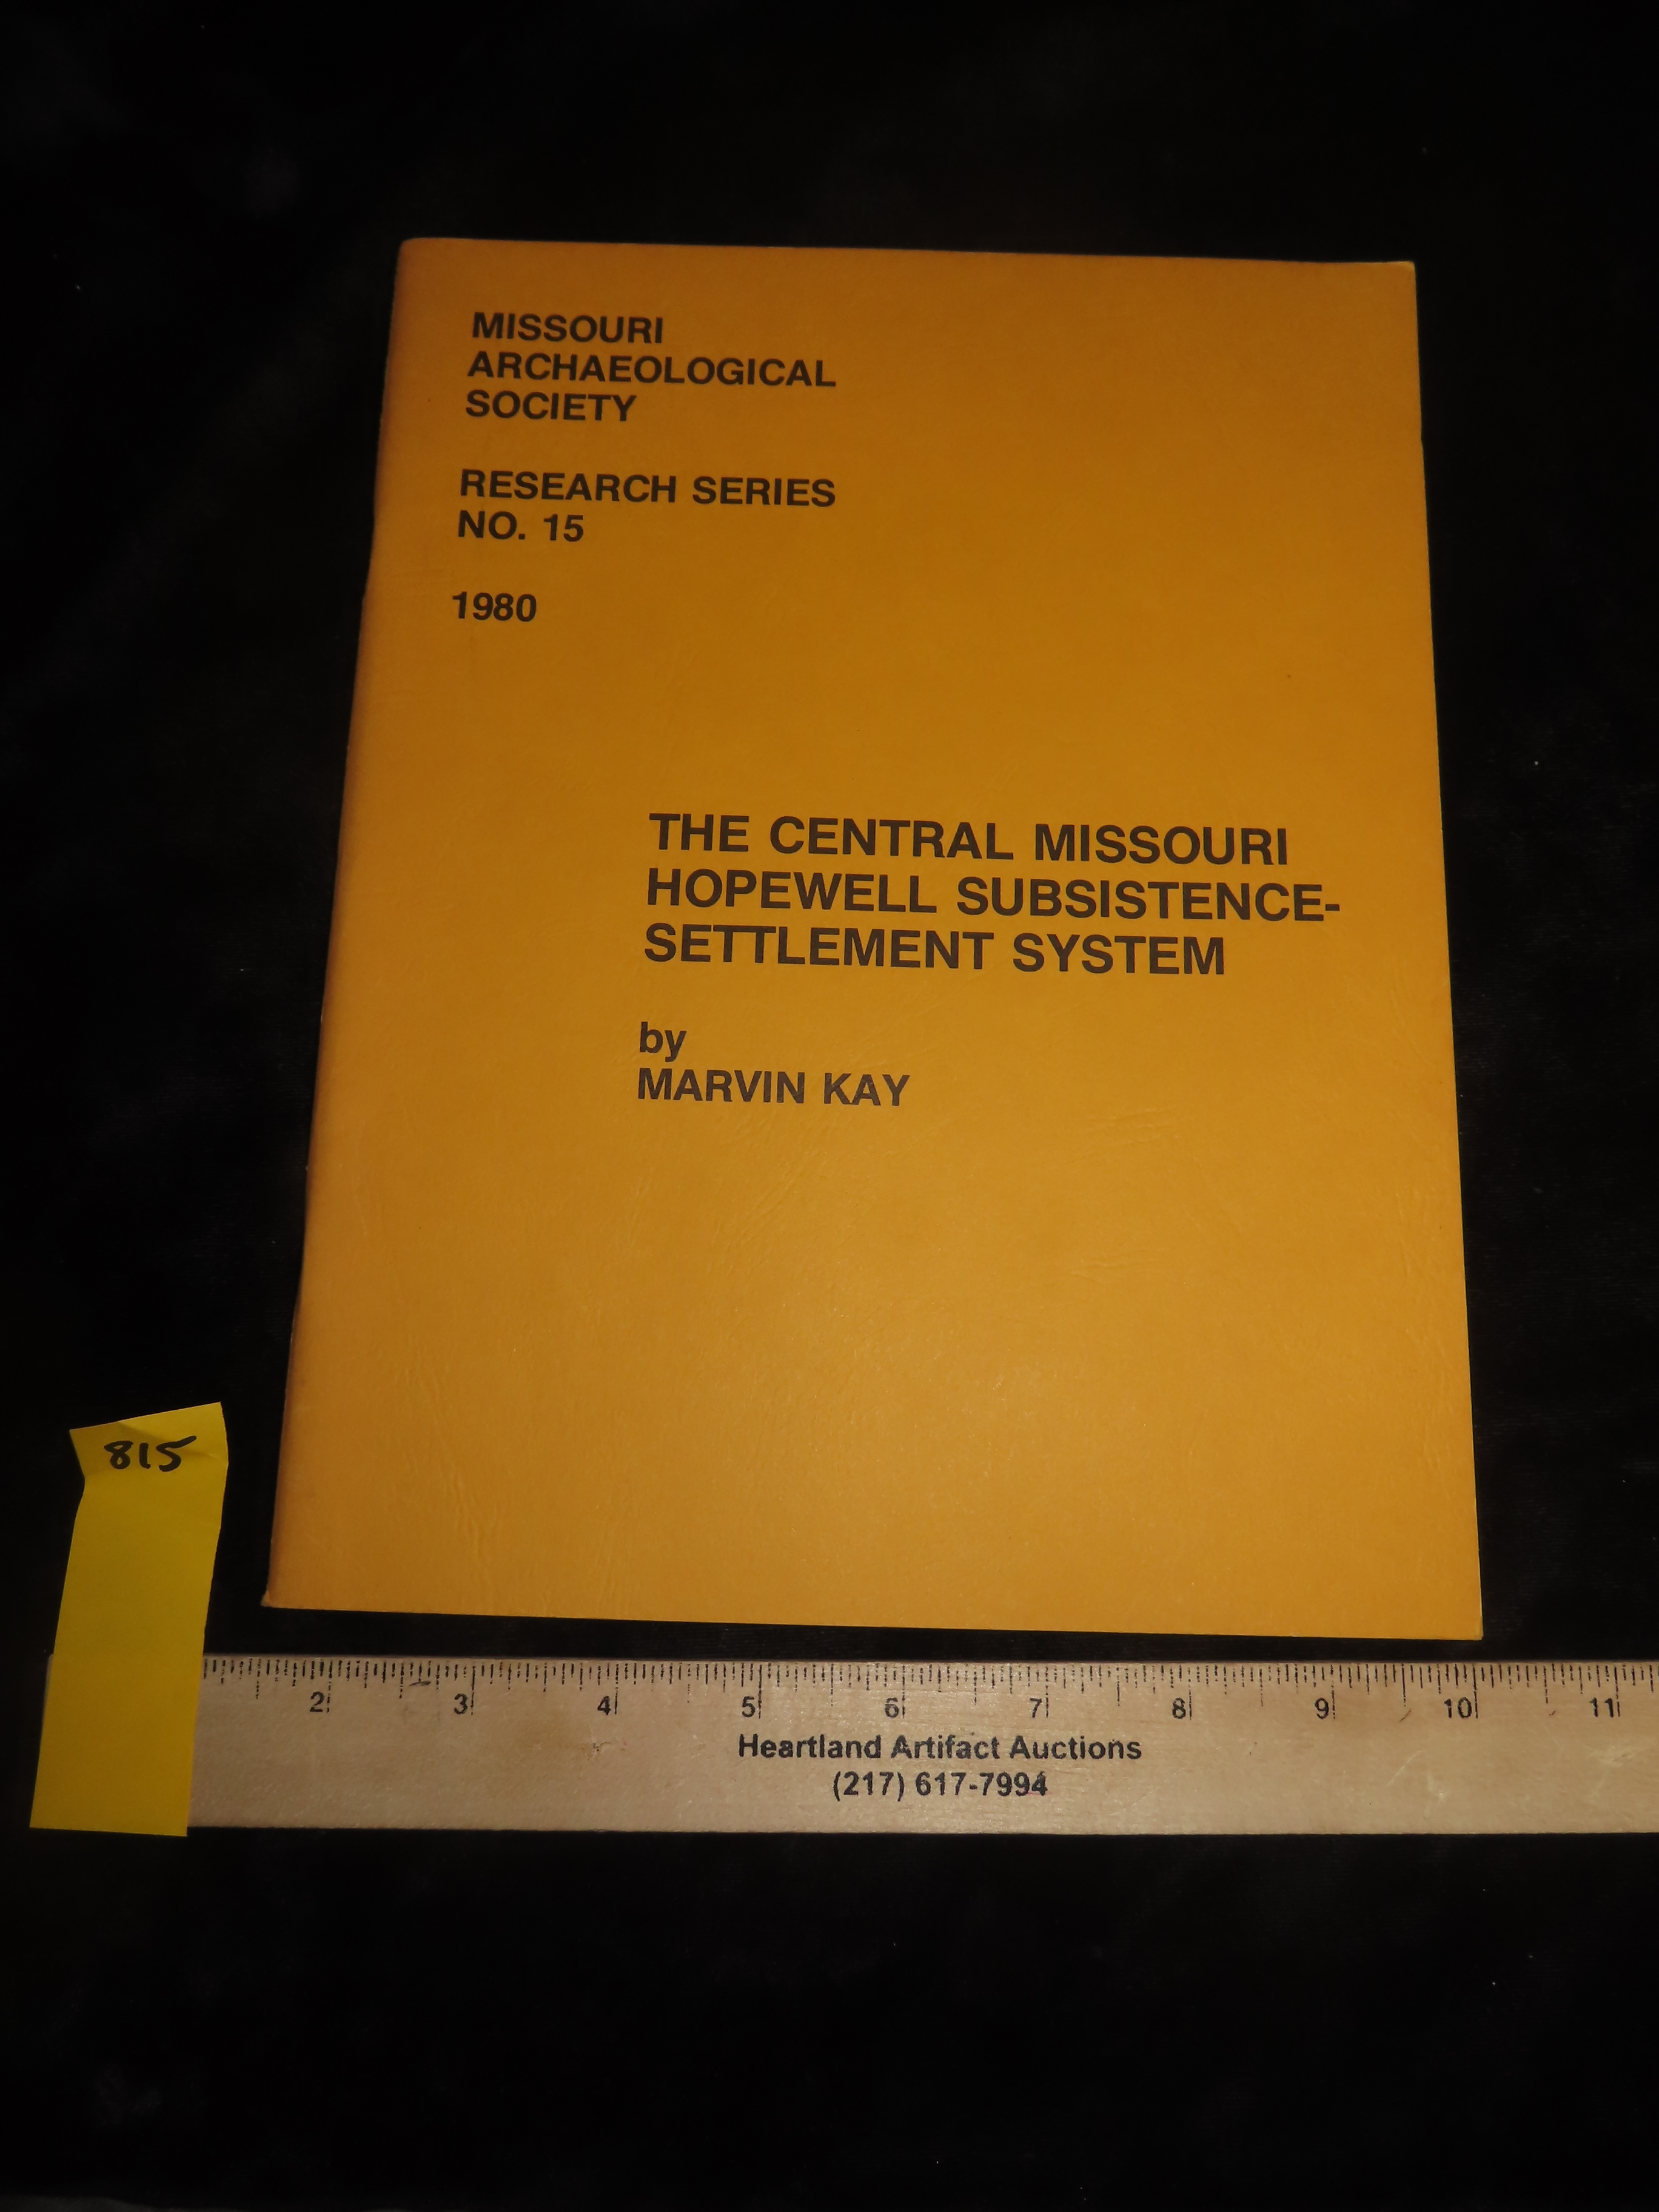 MISSOURI
ARCHAEOLOGICAL
SOCIETY
RESEARCH SERIES
NO. 15
1980
THE CENTRAL MISSOURI
HOPEWELL SUBSISTENCE-
SETTLEMENT SYSTEM
by
MARVIN KAY
815
2 3 4 5 6 7 8 9 10 11
Heartland Artifact Auctions
(217) 617-7994